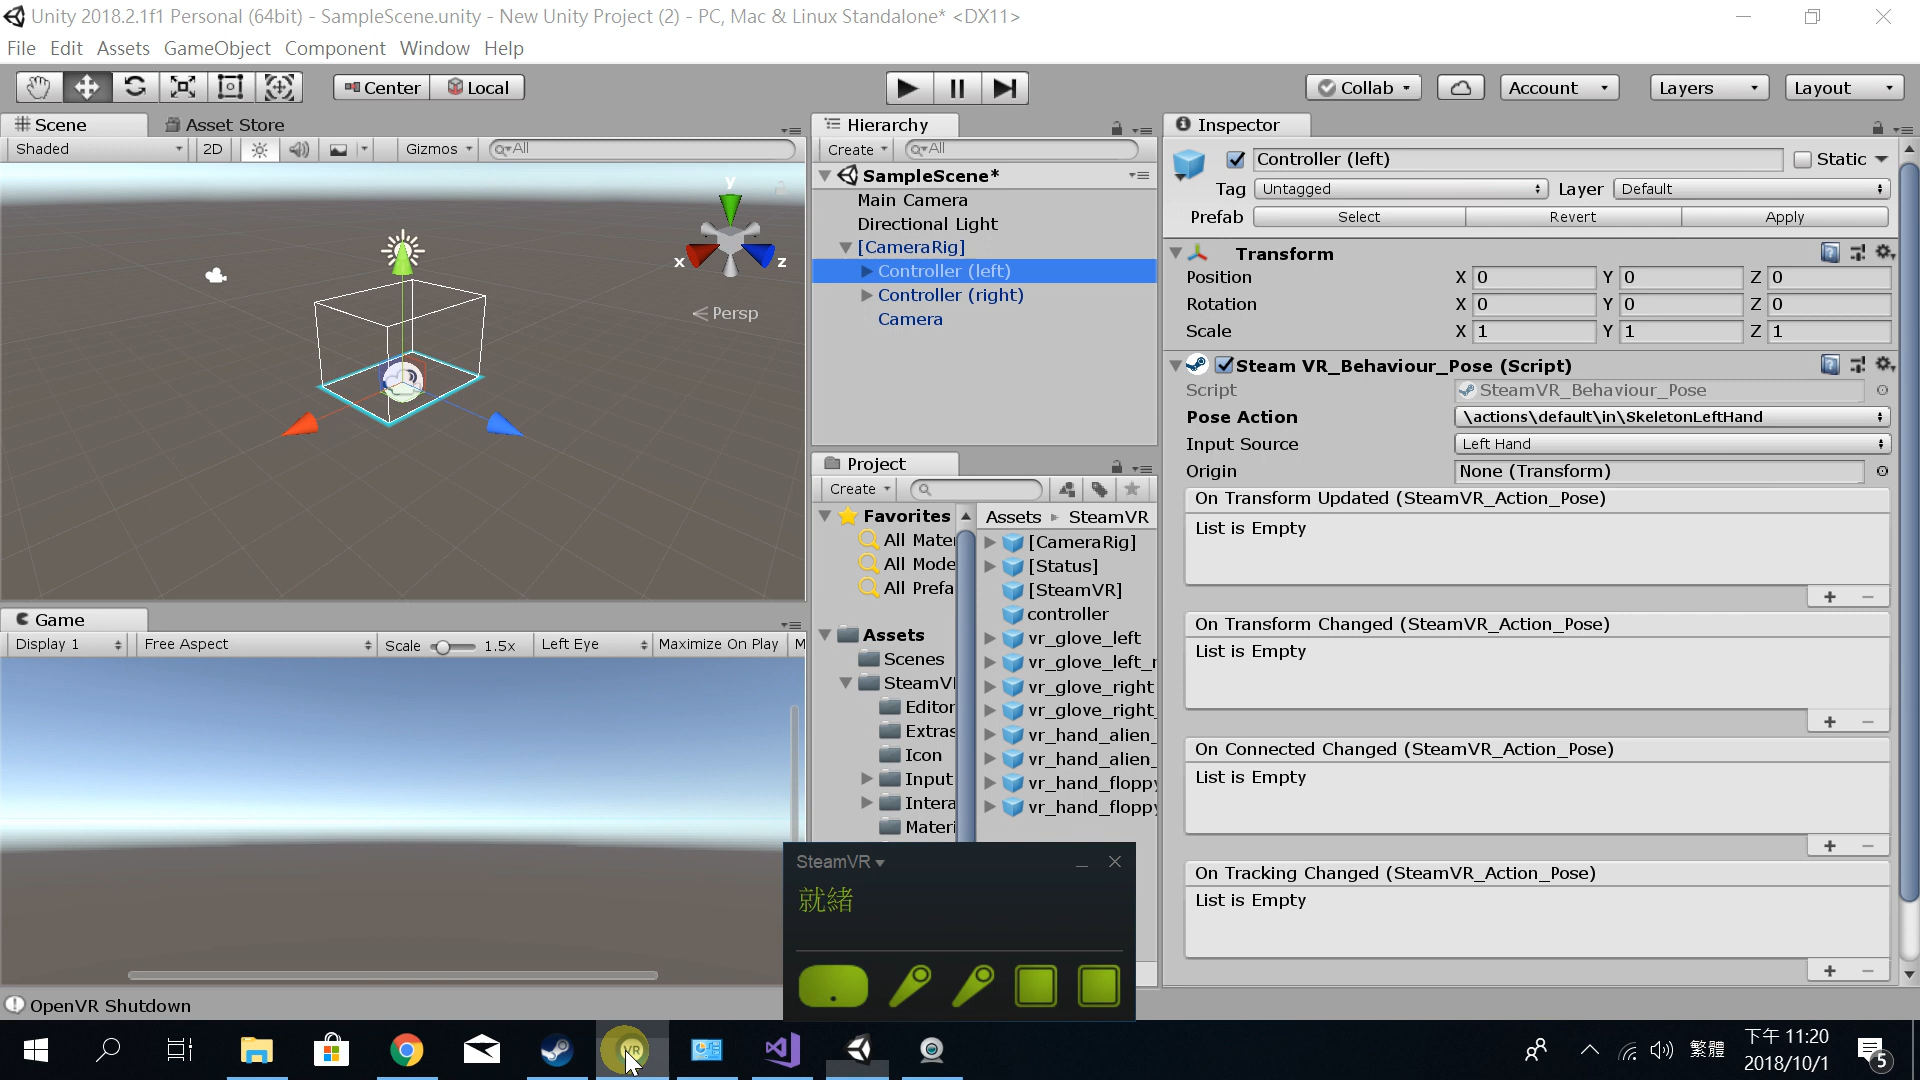 Unity 2018.2.1f1 Personal (64bit) - SampleScene.unity - New Unity Project (2) - PC, Mac & Linux Standalone* <DX11>
File Edit Assets GameObject Component Window Help
Center Local Collab Account Layers Layout
Scene Asset Store
Shaded 2D Gizmos All
y
x z
Persp
Game
Display 1 Free Aspect Scale 1.5x Left Eye Maximize On Play M
OpenVR Shutdown
Hierarchy
Create All
SampleScene*
Main Camera
Directional Light
[CameraRig]
Controller (left)
Controller (right)
Camera
Project
Create
Favorites
All Mate
All Mode
All Prefa
Assets
Scenes
SteamV
Editor
Extras
Icon
Input
Intera
Materi
Assets SteamVR
[CameraRig]
[Status]
[SteamVR]
controller
vr_glove_left
vr_glove_left_r
vr_glove_right
vr_glove_right_
vr_hand_alien_
vr_hand_alien_
vr_hand_floppy
vr_hand_floppy
SteamVR
就緒
Inspector
Controller (left) Static
Tag Untagged Layer Default
Prefab Select Revert Apply
Transform
Position X 0 Y 0 Z 0
Rotation X 0 Y 0 Z 0
Scale X 1 Y 1 Z 1
Steam VR_Behaviour_Pose (Script)
Script SteamVR_Behaviour_Pose
Pose Action \actions\default\in\SkeletonLeftHand
Input Source Left Hand
Origin None (Transform)
On Transform Updated (SteamVR_Action_Pose)
List is Empty
On Transform Changed (SteamVR_Action_Pose)
List is Empty
On Connected Changed (SteamVR_Action_Pose)
List is Empty
On Tracking Changed (SteamVR_Action_Pose)
List is Empty
VR
繁體
下午 11:20
2018/10/1
5